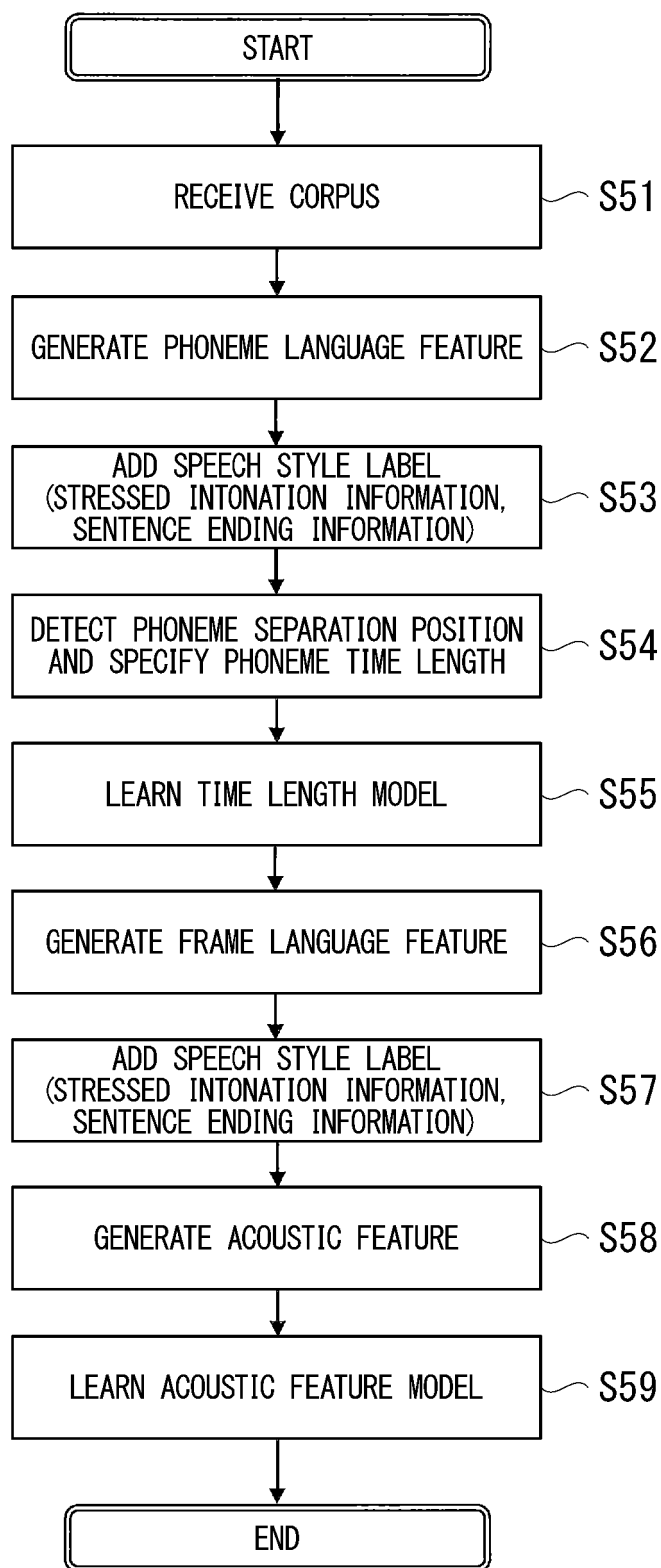 START
RECEIVE CORPUS
S51
GENERATE PHONEME LANGUAGE FEATURE
S52
ADD SPEECH STYLE LABEL
(STRESSED INTONATION INFORMATION,
SENTENCE ENDING INFORMATION)
S53
DETECT PHONEME SEPARATION POSITION
AND SPECIFY PHONEME TIME LENGTH
S54
LEARN TIME LENGTH MODEL
S55
GENERATE FRAME LANGUAGE FEATURE
S56
ADD SPEECH STYLE LABEL
(STRESSED INTONATION INFORMATION,
SENTENCE ENDING INFORMATION)
S57
GENERATE ACOUSTIC FEATURE
S58
LEARN ACOUSTIC FEATURE MODEL
S59
END